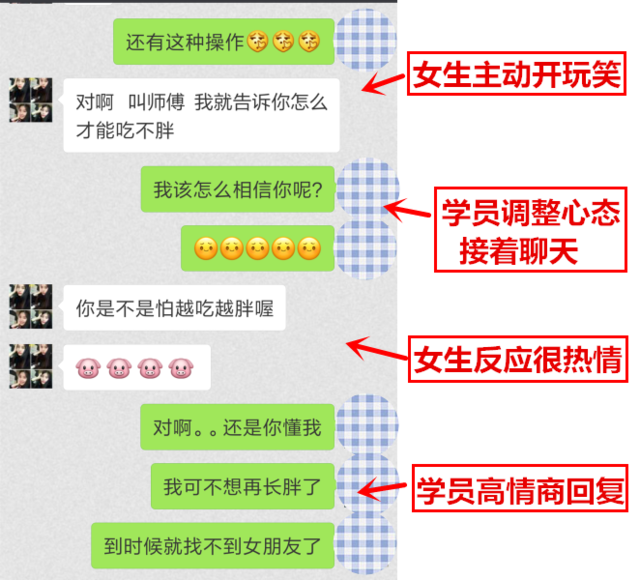 还有这种操作
女生主动开玩笑
对啊 叫师傅 我就告诉你怎么
才能吃不胖
我该怎么相信你呢?
学员调整心态
接着聊天
你是不是怕越吃越胖喔
女生反应很热情
对啊。。还是你懂我
我可不想再长胖了
学员高情商回复
到时候就找不到女朋友了